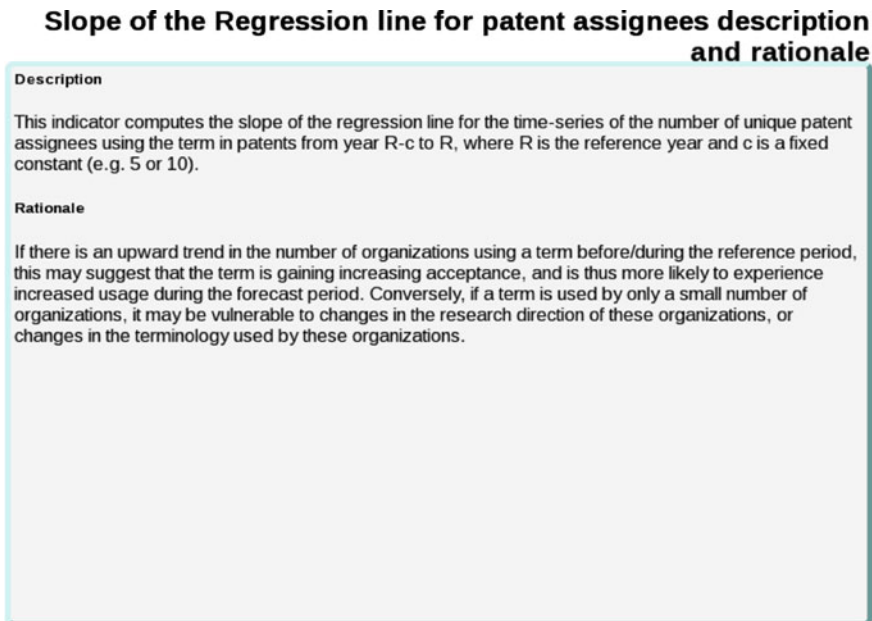 Slope of the Regression line for patent assignees description
and rationale
Description
This indicator computes the slope of the regression line for the time-series of the number of unique patent
assignees using the term in patents from year R-c to R, where R is the reference year and c is a fixed
constant (e.g. 5 or 10).
Rationale
If there is an upward trend in the number of organizations using a term before/during the reference period,
this may suggest that the term is gaining increasing acceptance, and is thus more likely to experience
increased usage during the forecast period. Conversely, if a term is used by only a small number of
organizations, it may be vulnerable to changes in the research direction of these organizations, or
changes in the terminology used by these organizations.